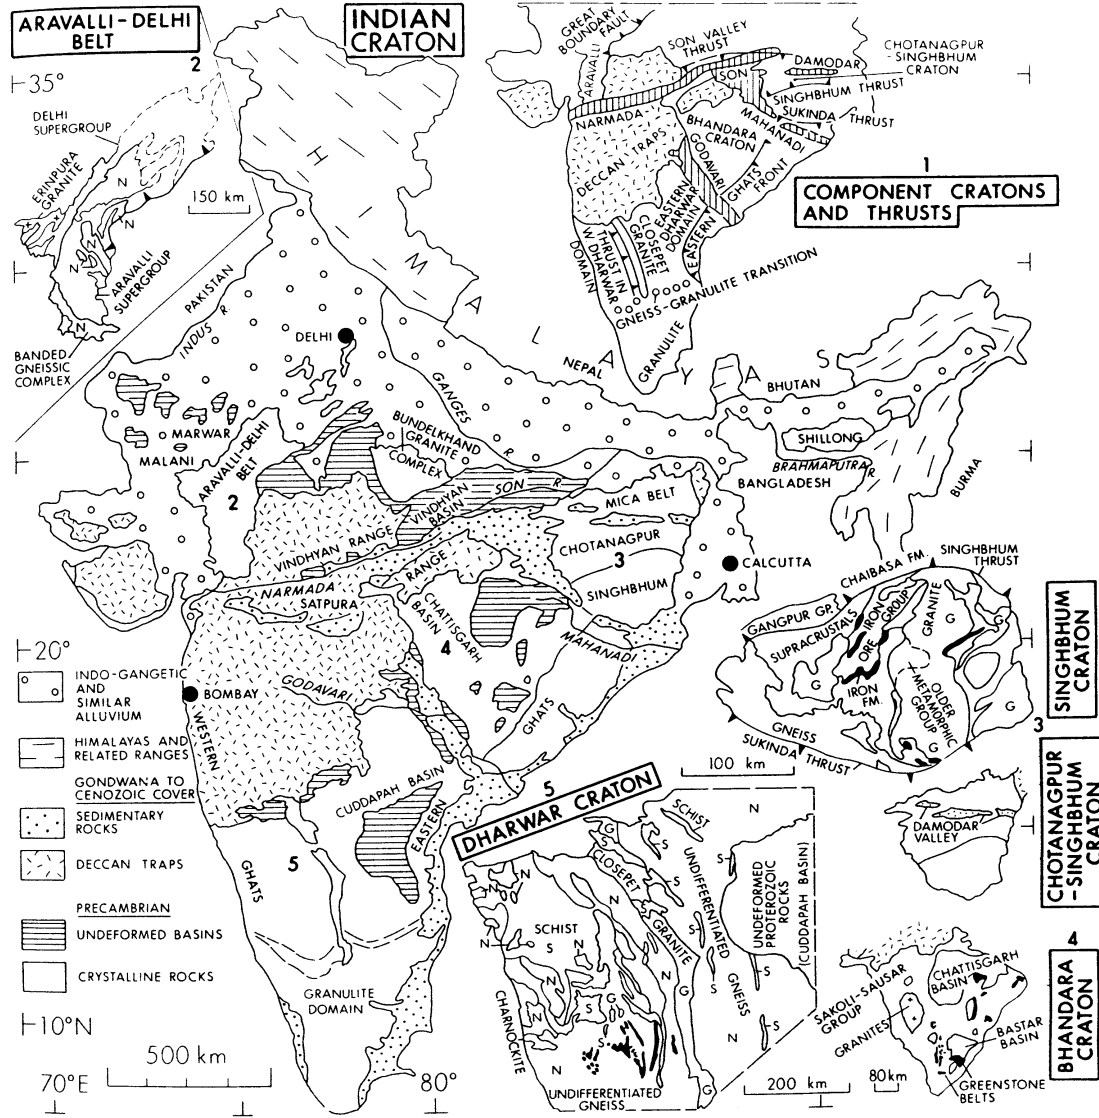 ARAVALLI-DELHI
BELT
2
INDIAN
CRATON
35°
DELHI
SUPERGROUP
ERINPURA
GRANITE
N
N
N
N
N
150 km
ARAVALLI
SUPERGROUP
BANDED
GNEISSIC
COMPLEX
GREAT
BOUNDARY
FAULT
ARAVALLI
SON VALLEY
THRUST
SON
DAMODAR
CHOTANAGPUR
-SINGHBHUM
CRATON
SINGHBHUM THRUST
SUKINDA THRUST
NARMADA
MAHANADI
BHANDARA
CRATON
GODAVARI
DECCAN TRAPS
EASTERN
GHATS
FRONT
EASTERN
DHARWAR
DOMAIN
CLOSEPET
GRANITE
THRUST IN
W. DHARWAR
DOMAIN
GNEISS-GRANULITE TRANSITION
GRANULITE
1
COMPONENT CRATONS
AND THRUSTS
H I M A L A Y A S
PAKISTAN
INDUS R
DELHI
GANGES R
NEPAL
BHUTAN
SHILLONG
BRAHMAPUTRA R.
BANGLADESH
BURMA
MARWAR
MALANI
ARAVALLI-DELHI
BELT
2
BUNDELKHAND
GRANITE
COMPLEX
VINDHYAN
BASIN
SON R
MICA BELT
VINDHYAN RANGE
CHOTANAGPUR
3
SINGHBHUM
CALCUTTA
NARMADA
SATPURA RANGE
CHATTISGARH
BASIN
4
MAHANADI
GODAVARI
BOMBAY
WESTERN
GHATS
EASTERN
GHATS
CUDDAPAH BASIN
5
GRANULITE
DOMAIN
20°
INDO-GANGETIC
AND
SIMILAR
ALLUVIUM
HIMALAYAS AND
RELATED RANGES
GONDWANA TO
CENOZOIC COVER
SEDIMENTARY
ROCKS
DECCAN TRAPS
PRECAMBRIAN
UNDEFORMED BASINS
CRYSTALLINE ROCKS
10°N
500 km
70°E
80°
CHAIBASA FM.
SINGHBHUM
THRUST
GANGPUR GP.
SUPRACRUSTALS
IRON
ORE
GROUP
GRANITE
G
G
G
G
G
IRON
FM.
OLDER
METAMORPHIC
GROUP
GNEISS
SUKINDA THRUST
100 km
SINGHBHUM
CRATON
3
CHOTANAGPUR
-SINGHBHUM
CRATON
DAMODAR
VALLEY
5
DHARWAR CRATON
SCHIST
N
G
S
S
CLOSEPET
GRANITE
UNDIFFERENTIATED
GNEISS
UNDEFORMED
PROTEROZOIC
ROCKS
(CUDDAPAH BASIN)
N
N
SCHIST
S
S
N
N
N
N
N
G
S
CHARNOCKITE
N
N
G
S
S
S
S
N
G
UNDIFFERENTIATED
GNEISS
200 km
4
BHANDARA
CRATON
SAKOLI-SAUSAR
GROUP
GRANITES
CHATTISGARH
BASIN
BASTAR
BASIN
GREENSTONE
BELTS
80km